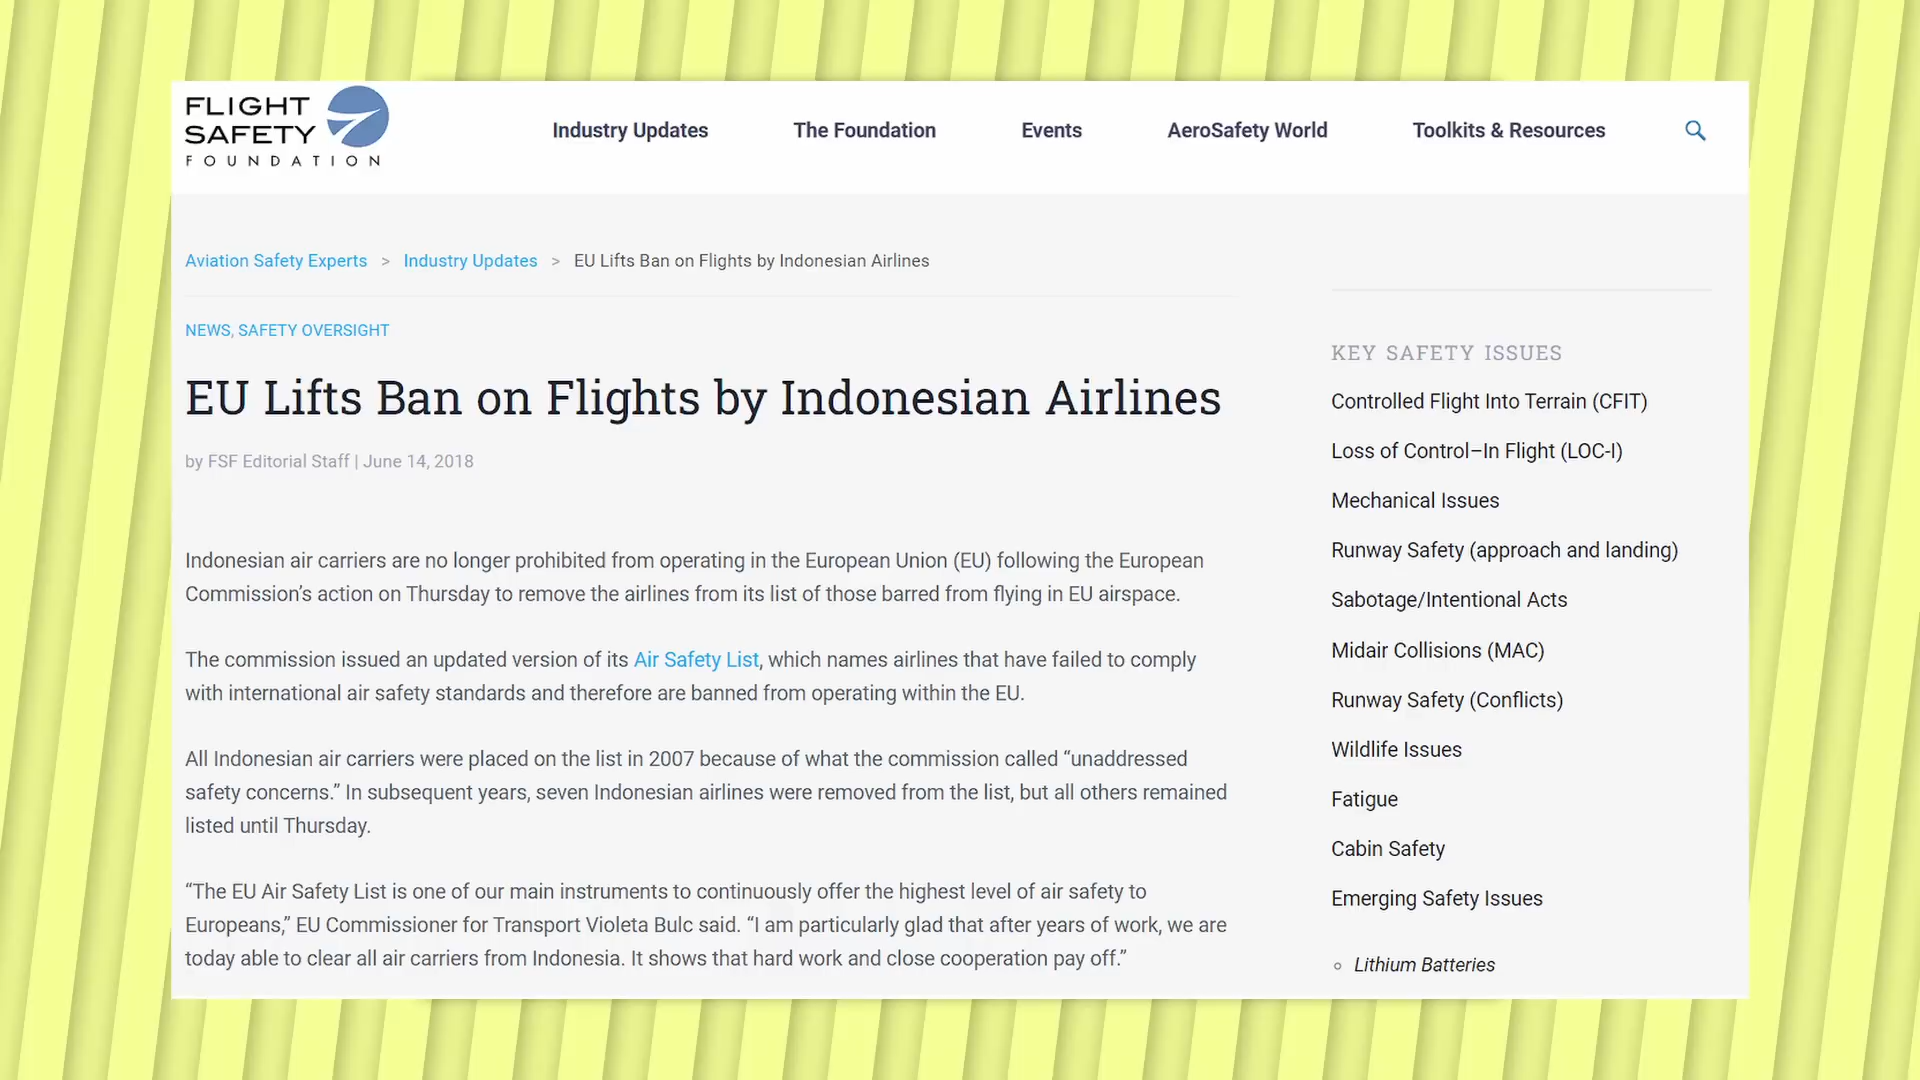 FLIGHT
SAFETY
FOUNDATION
Industry Updates
The Foundation
Events
AeroSafety World
Toolkits & Resources
Aviation Safety Experts > Industry Updates > EU Lifts Ban on Flights by Indonesian Airlines
NEWS, SAFETY OVERSIGHT
EU Lifts Ban on Flights by Indonesian Airlines
by FSF Editorial Staff | June 14, 2018
Indonesian air carriers are no longer prohibited from operating in the European Union (EU) following the European
Commission’s action on Thursday to remove the airlines from its list of those barred from flying in EU airspace.
The commission issued an updated version of its Air Safety List, which names airlines that have failed to comply
with international air safety standards and therefore are banned from operating within the EU.
All Indonesian air carriers were placed on the list in 2007 because of what the commission called “unaddressed
safety concerns.” In subsequent years, seven Indonesian airlines were removed from the list, but all others remained
listed until Thursday.
“The EU Air Safety List is one of our main instruments to continuously offer the highest level of air safety to
Europeans,” EU Commissioner for Transport Violeta Bulc said. “I am particularly glad that after years of work, we are
today able to clear all air carriers from Indonesia. It shows that hard work and close cooperation pay off.”
KEY SAFETY ISSUES
Controlled Flight Into Terrain (CFIT)
Loss of Control–In Flight (LOC-I)
Mechanical Issues
Runway Safety (approach and landing)
Sabotage/Intentional Acts
Midair Collisions (MAC)
Runway Safety (Conflicts)
Wildlife Issues
Fatigue
Cabin Safety
Emerging Safety Issues
Lithium Batteries